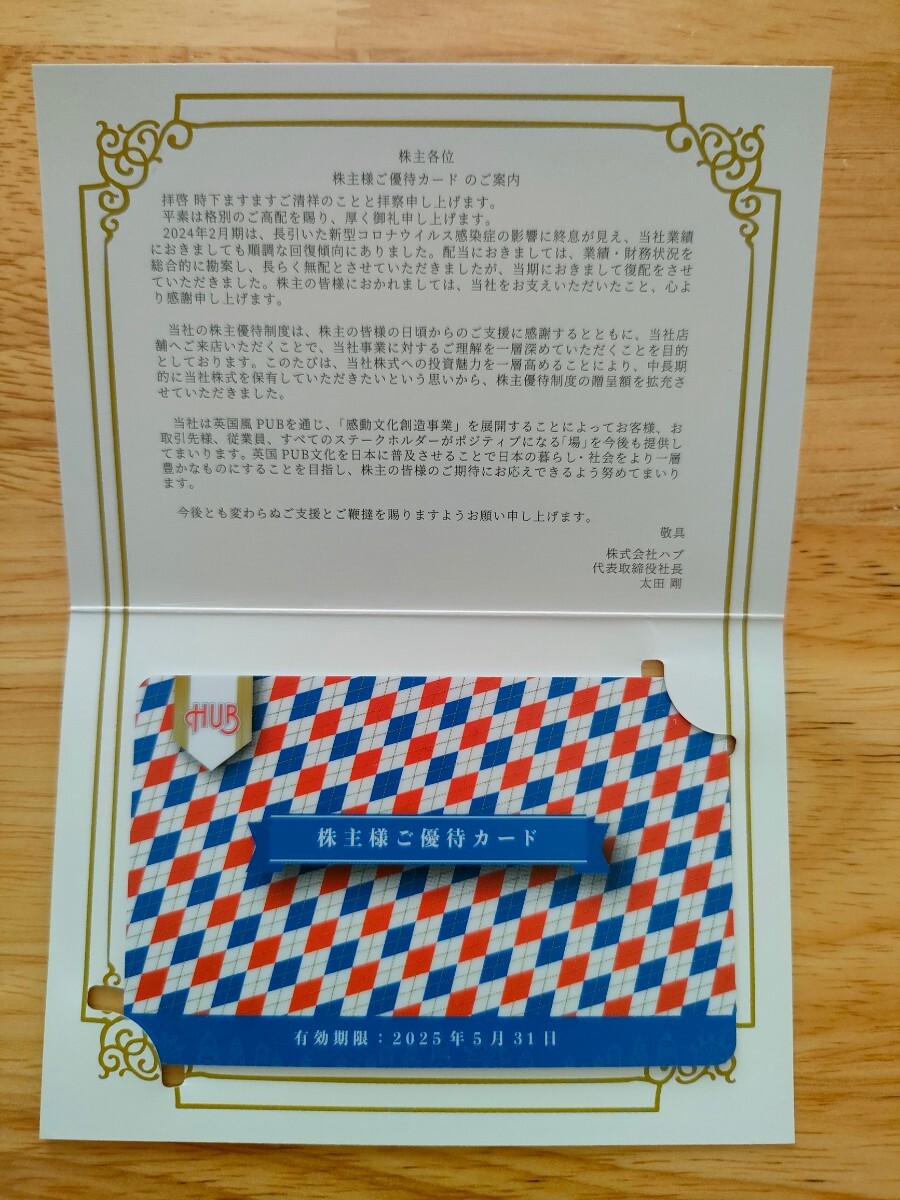 株主各位
株主様ご優待カード のご案内
拝啓 時下ますますご清祥のことと拝察申し上げます。
平素は格別のご高配を賜り、厚く御礼申し上げます。
2024年2月期は、長引いた新型コロナウイルス感染症の影響に終息が見え、当社業績
におきましても順調な回復傾向にありました。配当におきましては、業績・財務状況を
総合的に勘案し、長らく無配とさせていただきましたが、当期におきまして復配をさせ
ていただきました。株主の皆様におかれましては、当社をお支えいただいたこと、心よ
り感謝申し上げます。
当社の株主優待制度は、株主の皆様の日頃からのご支援に感謝するとともに、当社店
舗へご来店いただくことで、当社事業に対するご理解を一層深めていただくことを目的
としております。このたびは、当社株式への投資魅力を一層高めることにより、中長期
的に当社株式を保有していただきたいという思いから、株主優待制度の贈呈額を拡充さ
せていただきました。
当社は英国風PUBを通じ、「感動文化創造事業」を展開することによってお客様、お
取引先様、従業員、すべてのステークホルダーがポジティブになる「場」を今後も提供し
てまいります。英国PUB文化を日本に普及させることで日本の暮らし・社会をより一層
豊かなものにすることを目指し、株主の皆様のご期待にお応えできるよう努めてまいり
ます。
今後とも変わらぬご支援とご鞭撻を賜りますようお願い申し上げます。
敬具
株式会社ハブ
代表取締役社長
太田 剛
HUB
株主様ご優待カード
有効期限：2025年5月31日